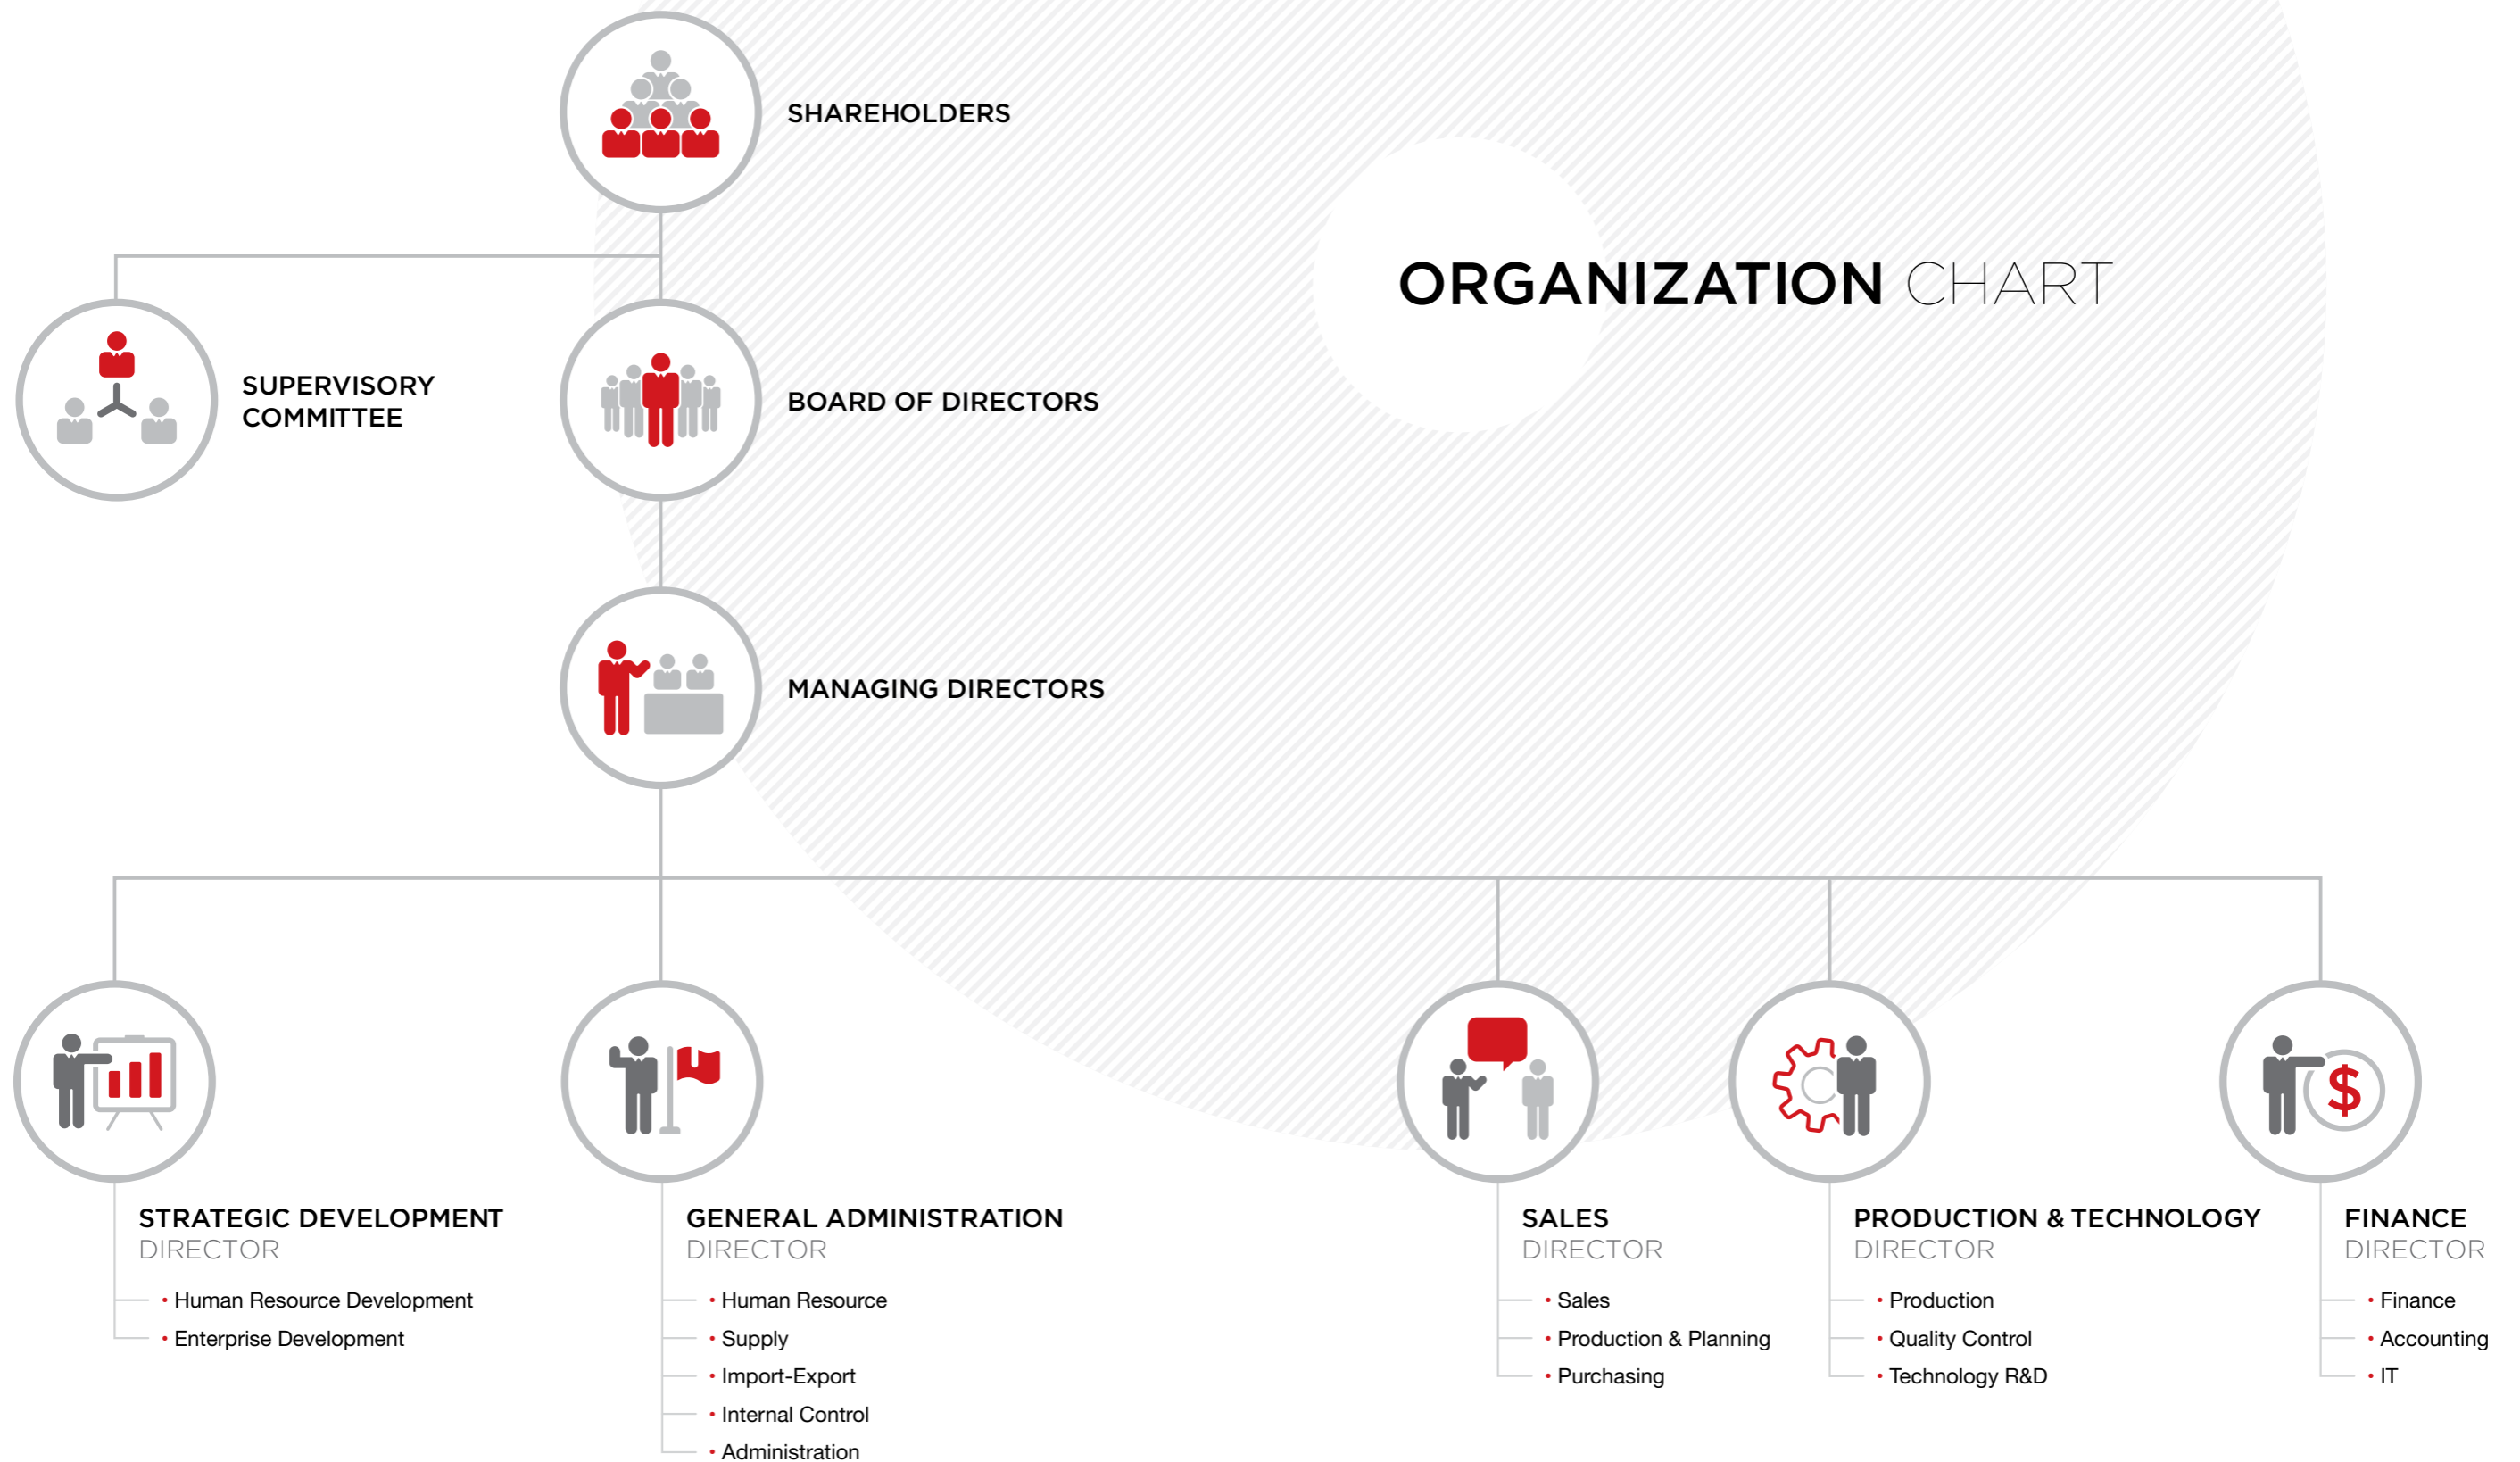 SHAREHOLDERS
ORGANIZATION CHART
SUPERVISORY
COMMITTEE
BOARD OF DIRECTORS
MANAGING DIRECTORS
$
STRATEGIC DEVELOPMENT
DIRECTOR
• Human Resource Development
• Enterprise Development
GENERAL ADMINISTRATION
DIRECTOR
• Human Resource
• Supply
• Import-Export
• Internal Control
• Administration
SALES
DIRECTOR
• Sales
• Production & Planning
• Purchasing
PRODUCTION & TECHNOLOGY
DIRECTOR
• Production
• Quality Control
• Technology R&D
FINANCE
DIRECTOR
• Finance
• Accounting
• IT